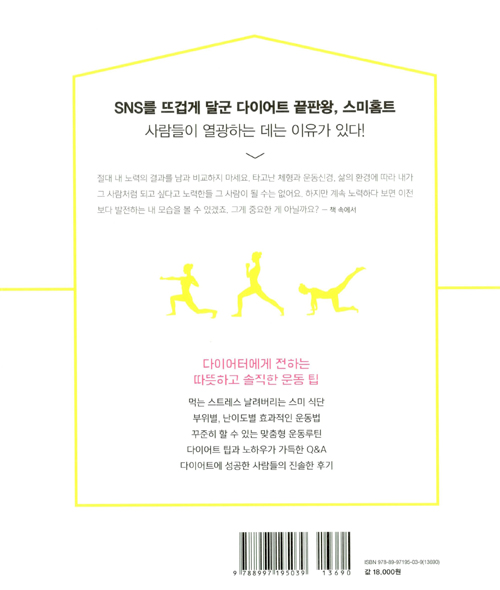 SNS를 뜨겁게 달군 다이어트 끝판왕, 스미홈트
사람들이 열광하는 데는 이유가 있다!
절대 내 노력의 결과를 남과 비교하지 마세요. 타고난 체형과 운동신경, 삶의 환경에 따라 내가
그 사람처럼 되고 싶다고 노력한들 그 사람이 될 수는 없어요. 하지만 계속 노력하다 보면 이전
보다 발전하는 내 모습을 볼 수 있겠죠. 그게 중요한 게 아닐까요? – 책 속에서
다이어터에게 전하는
따뜻하고 솔직한 운동 팁
먹는 스트레스 날려버리는 스미 식단
부위별, 난이도별 효과적인 운동법
꾸준히 할 수 있는 맞춤형 운동루틴
다이어트 팁과 노하우가 가득한 Q&A
다이어트에 성공한 사람들의 진솔한 후기
ISBN 978-89-97195-03-9(13690)
값 18,000원
9 788997 195039 13690